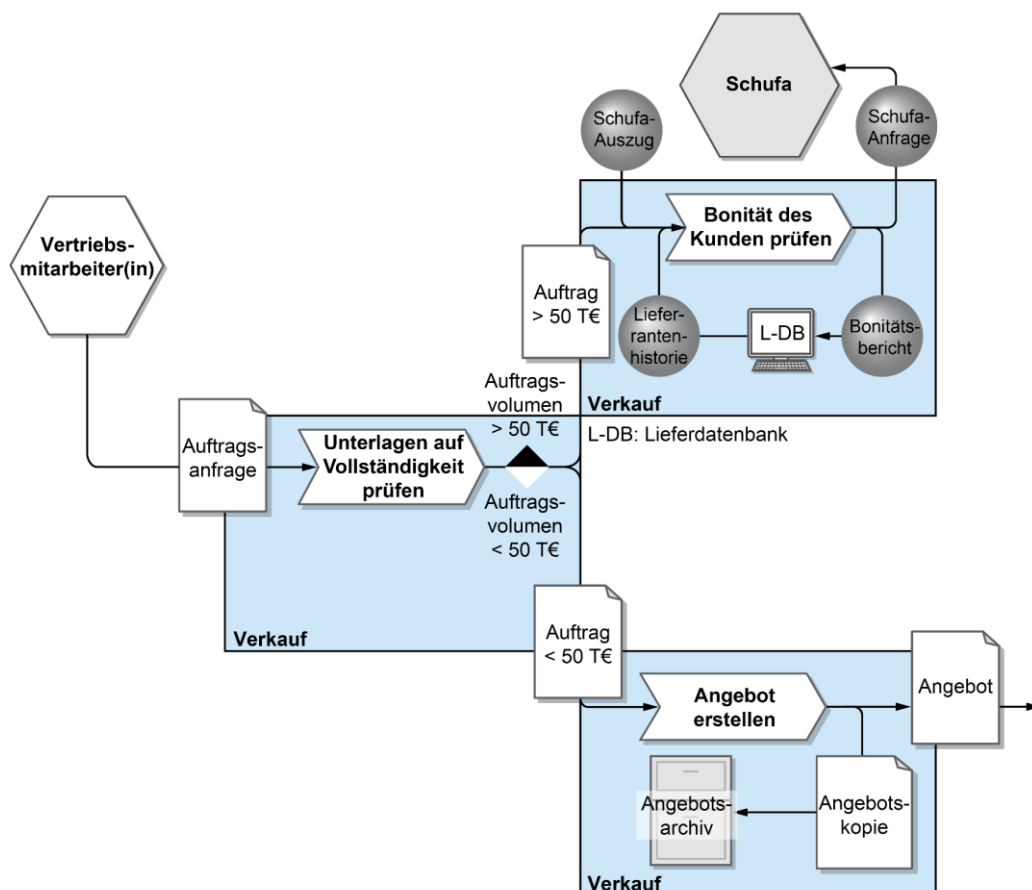 Schufa
Schufa-
Auszug
Schufa-
Anfrage
Vertriebs-
mitarbeiter(in)
Bonität des
Kunden prüfen
Auftrag
> 50 T€
Liefer-
ranten-
historie
L-DB
Bonitäts-
bericht
Verkauf
L-DB: Lieferdatenbank
Auftrags-
volumen
> 50 T€
Auftrags-
anfrage
Unterlagen auf
Vollständigkeit
prüfen
Auftrags-
volumen
< 50 T€
Verkauf
Auftrag
< 50 T€
Angebot
erstellen
Angebot
Angebots-
archiv
Angebots-
kopie
Verkauf